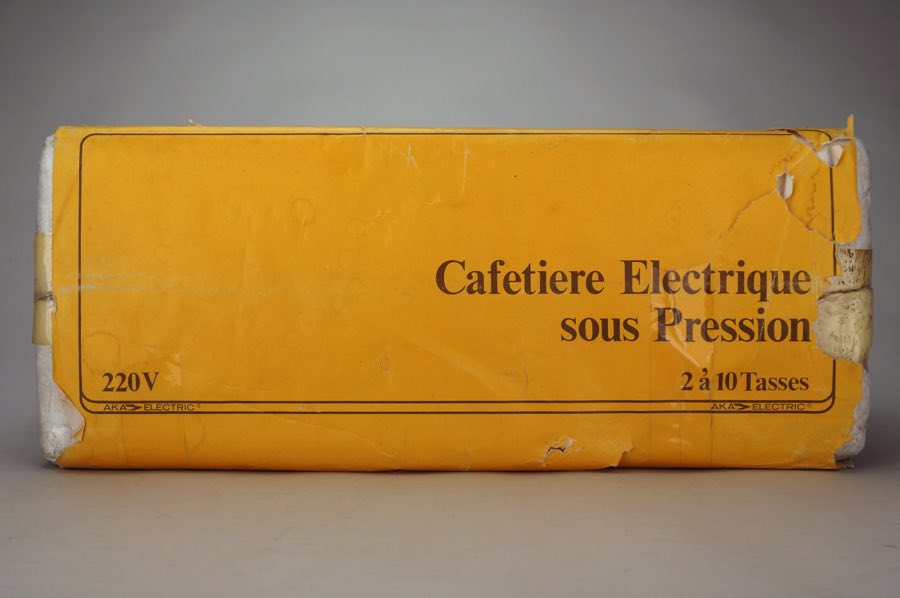 Cafetiere Electrique
sous Pression
220V
2 à 10 Tasses
AKA ELECTRIC®
AKA ELECTRIC®